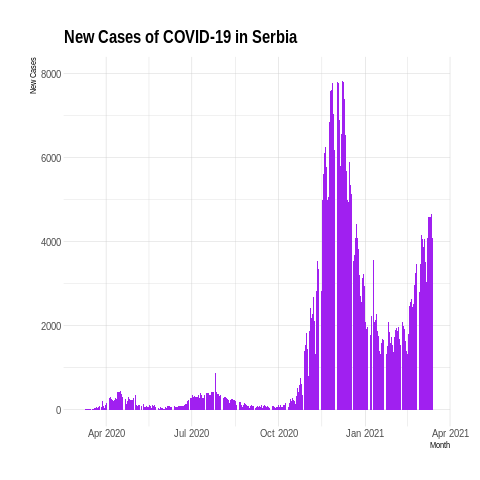 New Cases of COVID-19 in Serbia
New Cases
8000
6000
4000
2000
0
Apr 2020 Jul 2020 Oct 2020 Jan 2021 Apr 2021
Month